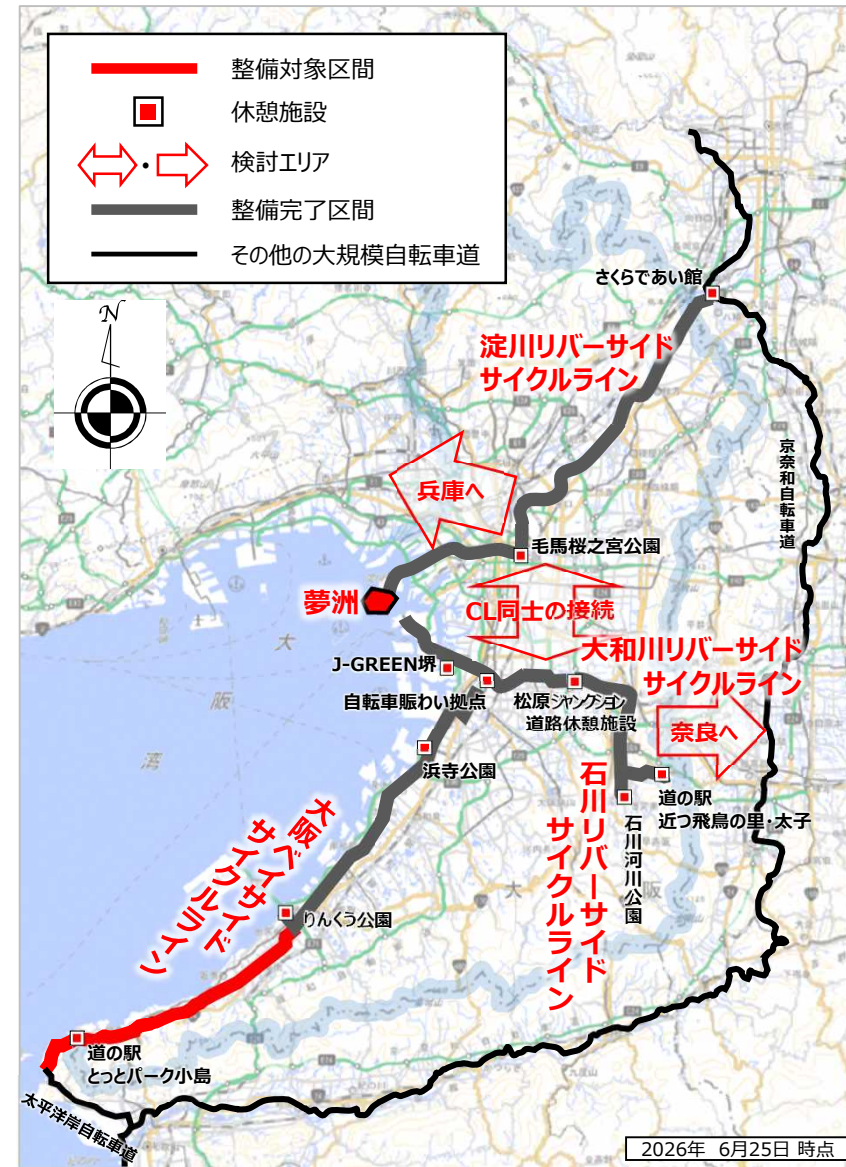 整備対象区間
休憩施設
検討エリア
整備完了区間
その他の大規模自転車道
N
さくらであい館
淀川リバーサイド
サイクルライン
京奈和自転車道
兵庫へ
毛馬桜之宮公園
夢洲
CL同士の接続
大和川リバーサイド
サイクルライン
J-GREEN堺
自転車賑わい拠点
松原ジャンクション
道路休憩施設
奈良へ
浜寺公園
道の駅
近つ飛鳥の里・太子
石川リバーサイド
サイクルライン
石川河川公園
大阪ベイサイド
サイクルライン
りんくう公園
大
阪
湾
大
阪
道の駅
とっとパーク小島
太平洋岸自転車道
2026年 6月25日 時点